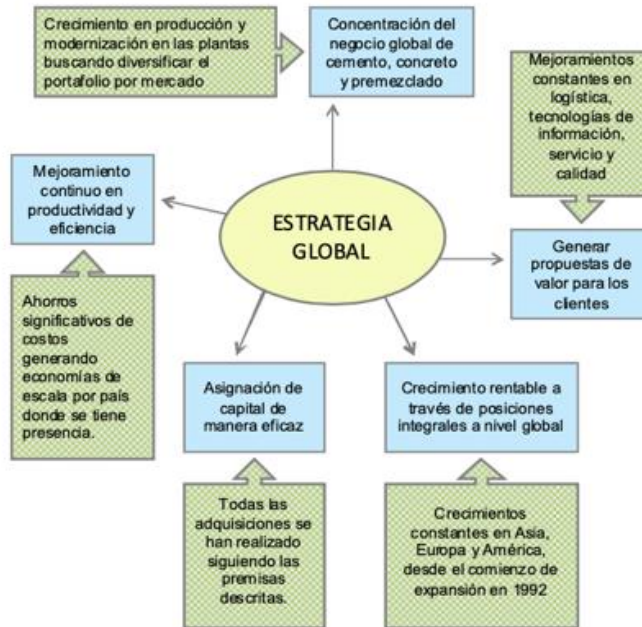 Crecimiento en producción y
modernización en las plantas
buscando diversificar el
portafolio por mercado
Concentración del
negocio global de
cemento, concreto
y premezclado
Mejoramientos
constantes en
logística,
tecnologías de
información,
servicio y
calidad
Mejoramiento
continuo en
productividad y
eficiencia
ESTRATEGIA
GLOBAL
Generar
propuestas de
valor para los
clientes
Ahorros
significativos de
costos
generando
economías de
escala por país
donde se tiene
presencia.
Asignación de
capital de
manera eficaz
Crecimiento rentable a
través de posiciones
integrales a nivel global
Todas las
adquisiciones se
han realizado
siguiendo las
premisas
descritas.
Crecimientos
constantes en Asia,
Europa y América,
desde el comienzo de
expansión en 1992